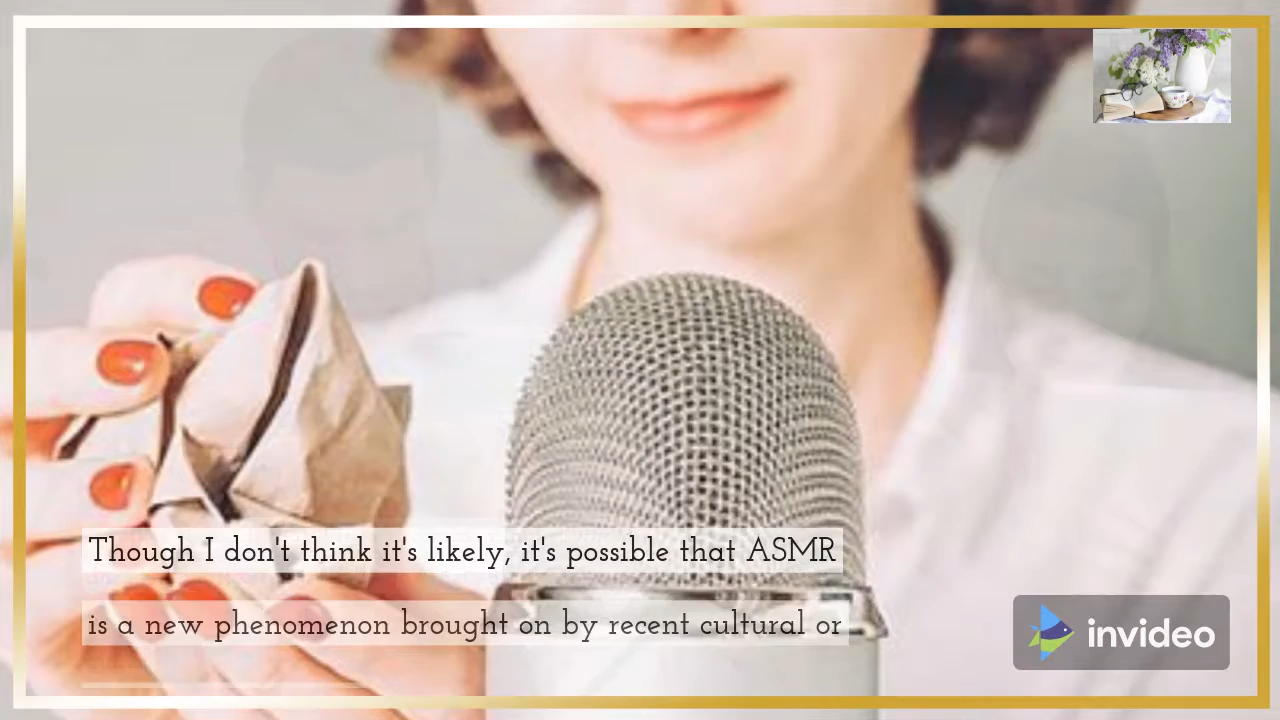 Though I don't think it's likely, it's possible that ASMR
is a new phenomenon brought on by recent cultural or
invideo